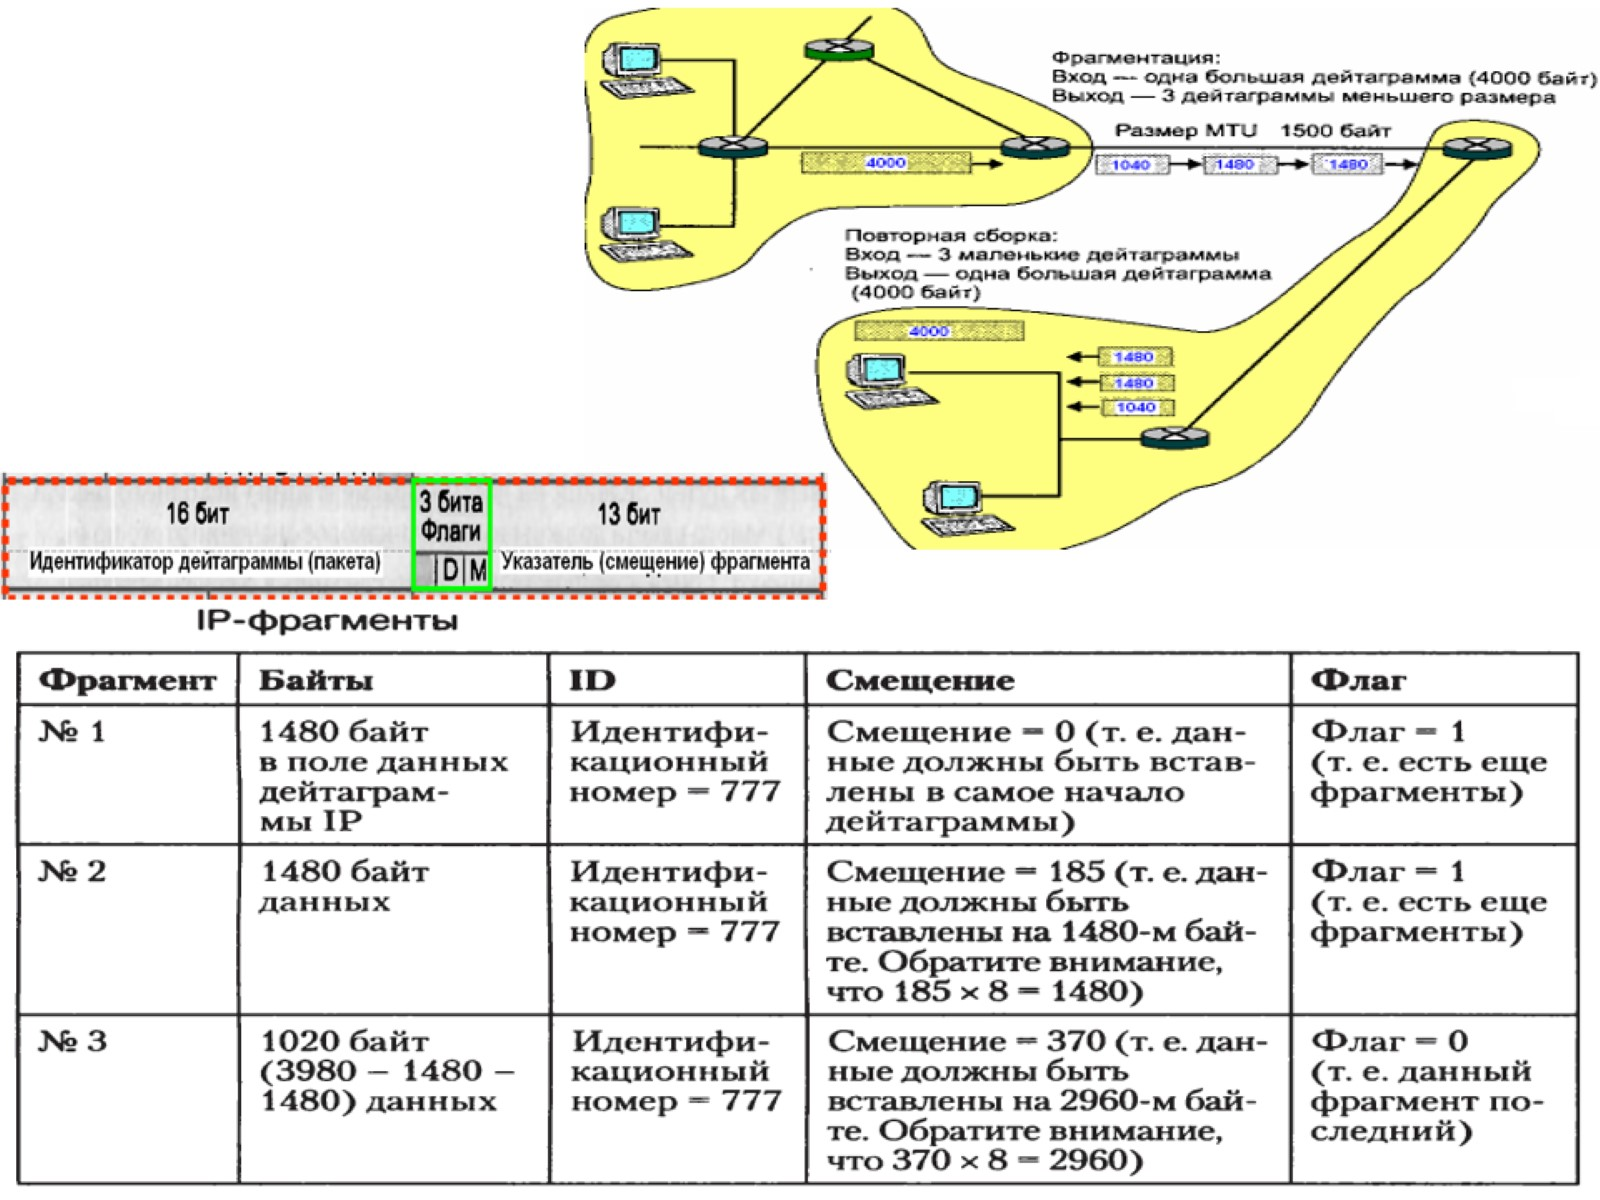 Фрагментация:
Вход — одна большая дейтаграмма (4000 байт)
Выход — 3 дейтаграммы меньшего размера
Размер MTU 1500 байт
4000
1040
1480
1480
Повторная сборка:
Вход — 3 маленькие дейтаграммы
Выход — одна большая дейтаграмма
(4000 байт)
4000
1480
1480
1040
16 бит
3 бита
Флаги
13 бит
Идентификатор дейтаграммы (пакета)
D M
Указатель (смещение) фрагмента
IP-фрагменты
Фрагмент Байты ID Смещение Флаг
№ 1
1480 байт
в поле данных
дейтаграм-
мы IP
Идентифи-
кационный
номер = 777
Смещение = 0 (т. е. дан-
ные должны быть встав-
лены в самое начало
дейтаграммы)
Флаг = 1
(т. е. есть еще
фрагменты)
№ 2
1480 байт
данных
Идентифи-
кационный
номер = 777
Смещение = 185 (т. е. дан-
ные должны быть
вставлены на 1480-м бай-
те. Обратите внимание,
что 185 × 8 = 1480)
Флаг = 1
(т. е. есть еще
фрагменты)
№ 3
1020 байт
(3980 – 1480 –
1480) данных
Идентифи-
кационный
номер = 777
Смещение = 370 (т. е. дан-
ные должны быть
вставлены на 2960-м бай-
те. Обратите внимание,
что 370 × 8 = 2960)
Флаг = 0
(т. е. данный
фрагмент по-
следний)